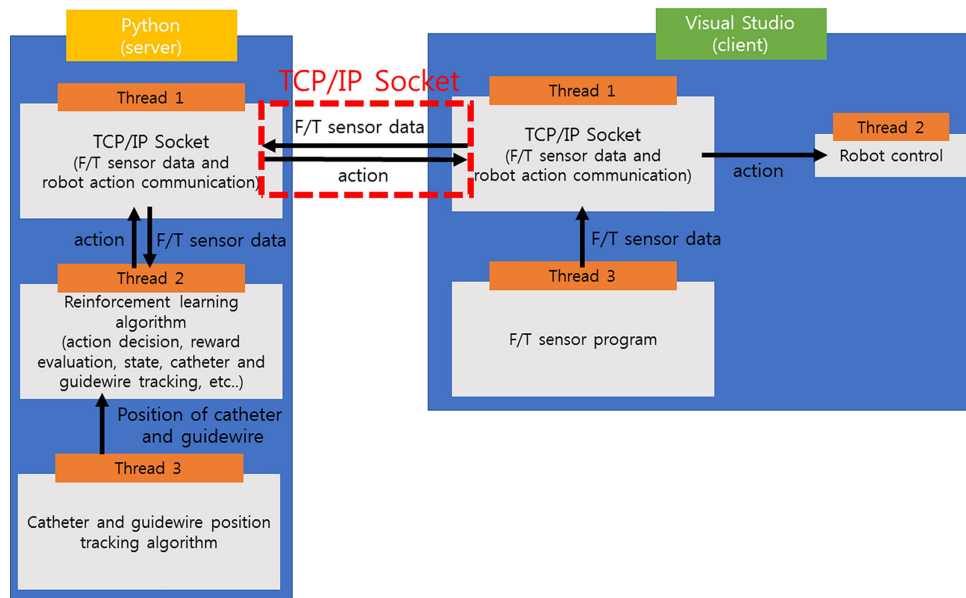 Python
(server)
Visual Studio
(client)
TCP/IP Socket
Thread 1
TCP/IP Socket
(F/T sensor data and
robot action communication)
F/T sensor data
action
Thread 1
TCP/IP Socket
(F/T sensor data and
robot action communication)
action
Thread 2
Robot control
action
F/T sensor data
F/T sensor data
Thread 2
Reinforcement learning
algorithm
(action decision, reward
evaluation, state, catheter and
guidewire tracking, etc..)
Thread 3
F/T sensor program
Position of catheter
and guidewire
Thread 3
Catheter and guidewire position
tracking algorithm